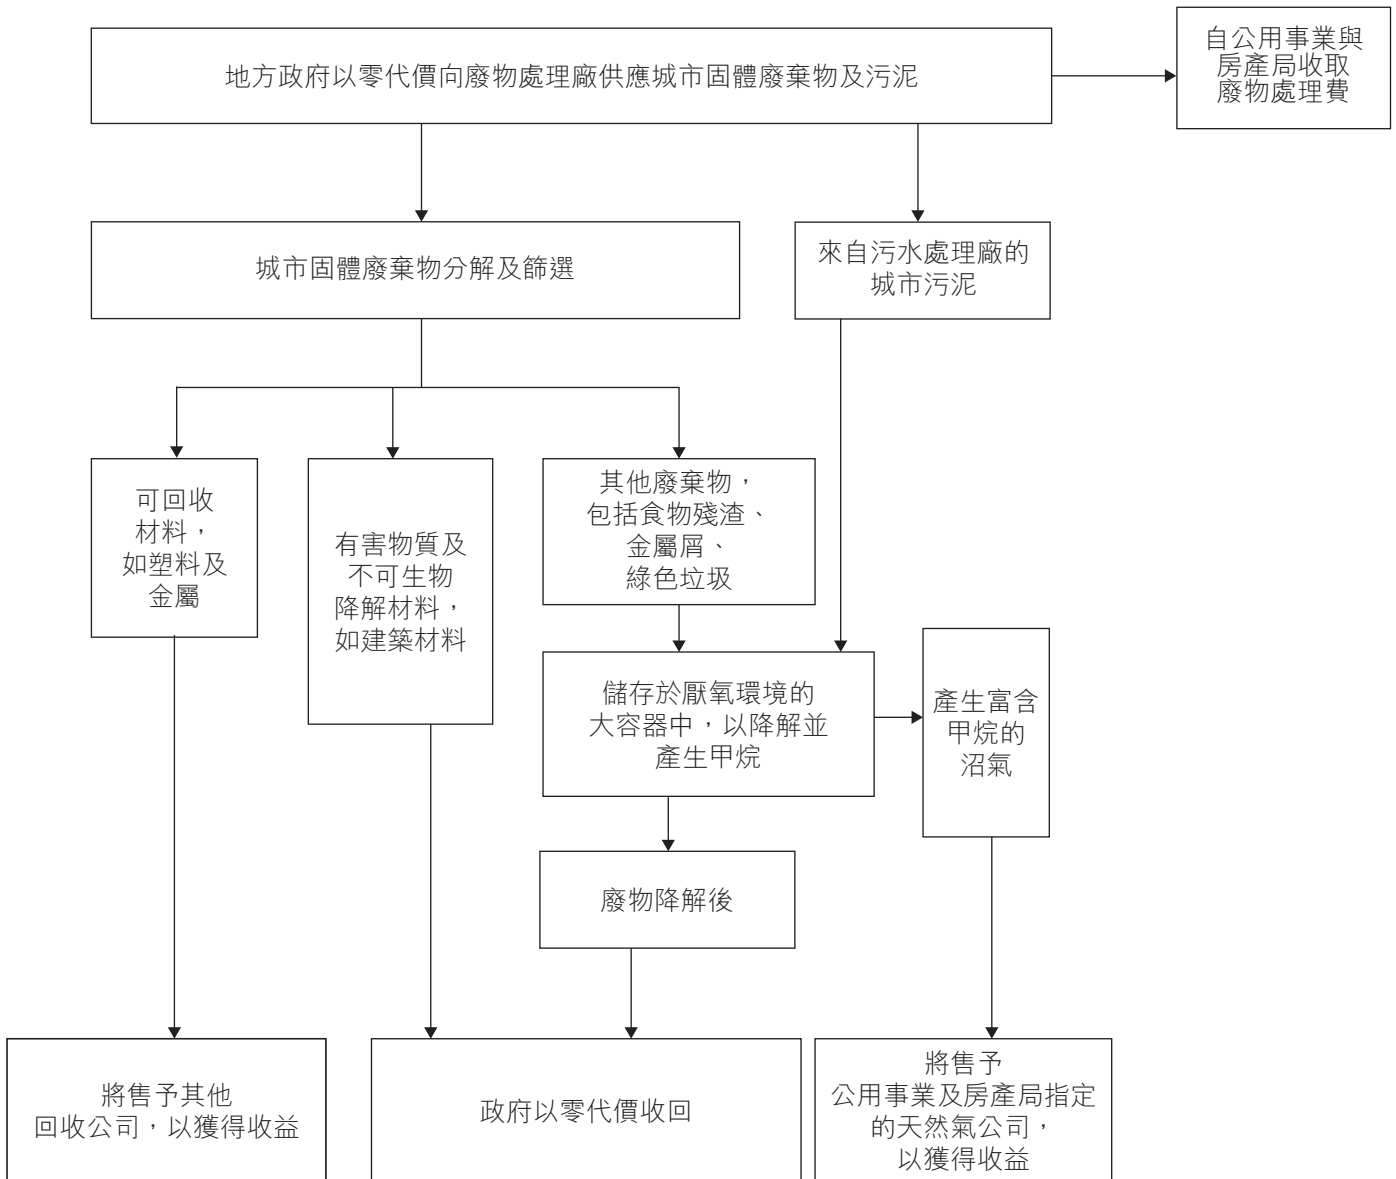 地方政府以零代價向廢物處理廠供應城市固體廢棄物及污泥
自公用事業與
房產局收取
廢物處理費
城市固體廢棄物分解及篩選
來自污水處理廠的
城市污泥
可回收
材料，
如塑料及
金屬
有害物質及
不可生物
降解材料，
如建築材料
其他廢棄物，
包括食物殘渣、
金屬屑、
綠色垃圾
儲存於厭氧環境的
大容器中，以降解並
產生甲烷
產生富含
甲烷的
沼氣
廢物降解後
將售予其他
回收公司，以獲得收益
政府以零代價收回
將售予
公用事業及房產局指定
的天然氣公司，
以獲得收益